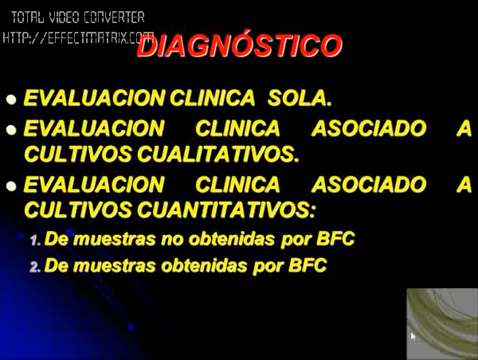 TOTAL VIDEO CONVERTER
HTTP://EFFECTMATRIX.COM
DIAGNÓSTICO
EVALUACION CLINICA SOLA.
EVALUACION CLINICA ASOCIADO A
CULTIVOS CUALITATIVOS.
EVALUACION CLINICA ASOCIADO A
CULTIVOS CUANTITATIVOS:
1. De muestras no obtenidas por BFC
2. De muestras obtenidas por BFC